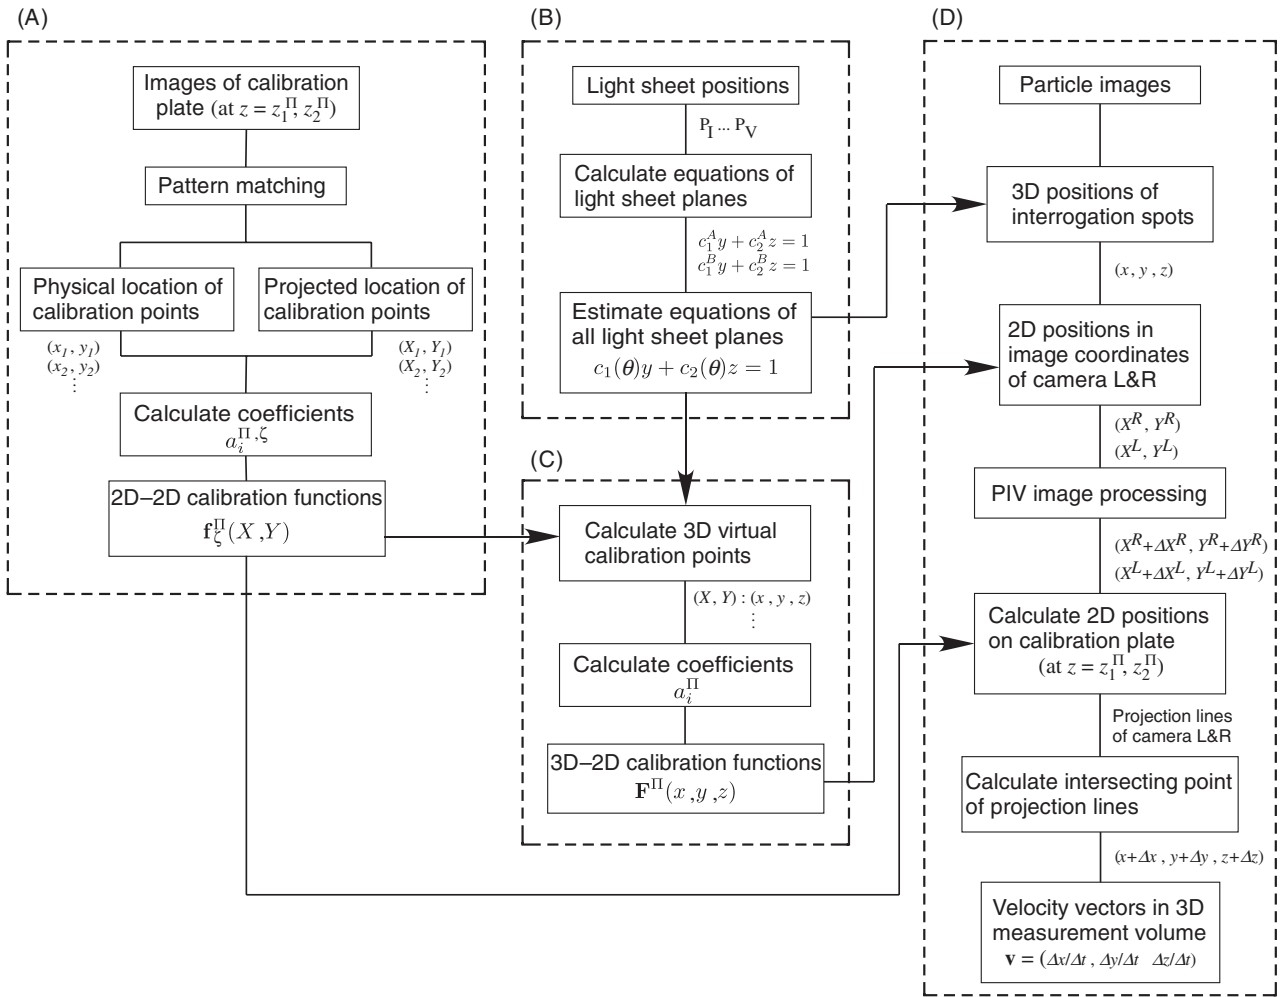 (A)
Images of calibration
plate (at z = z₁^Π, z₂^Π)
Pattern matching
Physical location of
calibration points
Projected location of
calibration points
(x₁, y₁)
(x₂, y₂)
⋮
(X₁, Y₁)
(X₂, Y₂)
⋮
Calculate coefficients
a_i^{Π,ζ}
2D–2D calibration functions
f_ζ^Π(X,Y)
(B)
Light sheet positions
P_I ... P_V
Calculate equations of
light sheet planes
c₁^A y + c₂^A z = 1
c₁^B y + c₂^B z = 1
Estimate equations of
all light sheet planes
c₁(θ)y + c₂(θ)z = 1
(C)
Calculate 3D virtual
calibration points
(X, Y) : (x , y , z)
⋮
Calculate coefficients
a_i^Π
3D–2D calibration functions
F^Π(x,y,z)
(D)
Particle images
3D positions of
interrogation spots
(x, y , z)
2D positions in
image coordinates
of camera L&R
(X^R, Y^R)
(X^L, Y^L)
PIV image processing
(X^R+ΔX^R, Y^R+ΔY^R)
(X^L+ΔX^L, Y^L+ΔY^L)
Calculate 2D positions
on calibration plate
(at z = z₁^Π, z₂^Π)
Projection lines
of camera L&R
Calculate intersecting point
of projection lines
(x+Δx , y+Δy , z+Δz)
Velocity vectors in 3D
measurement volume
v = (Δx/Δt , Δy/Δt Δz/Δt)